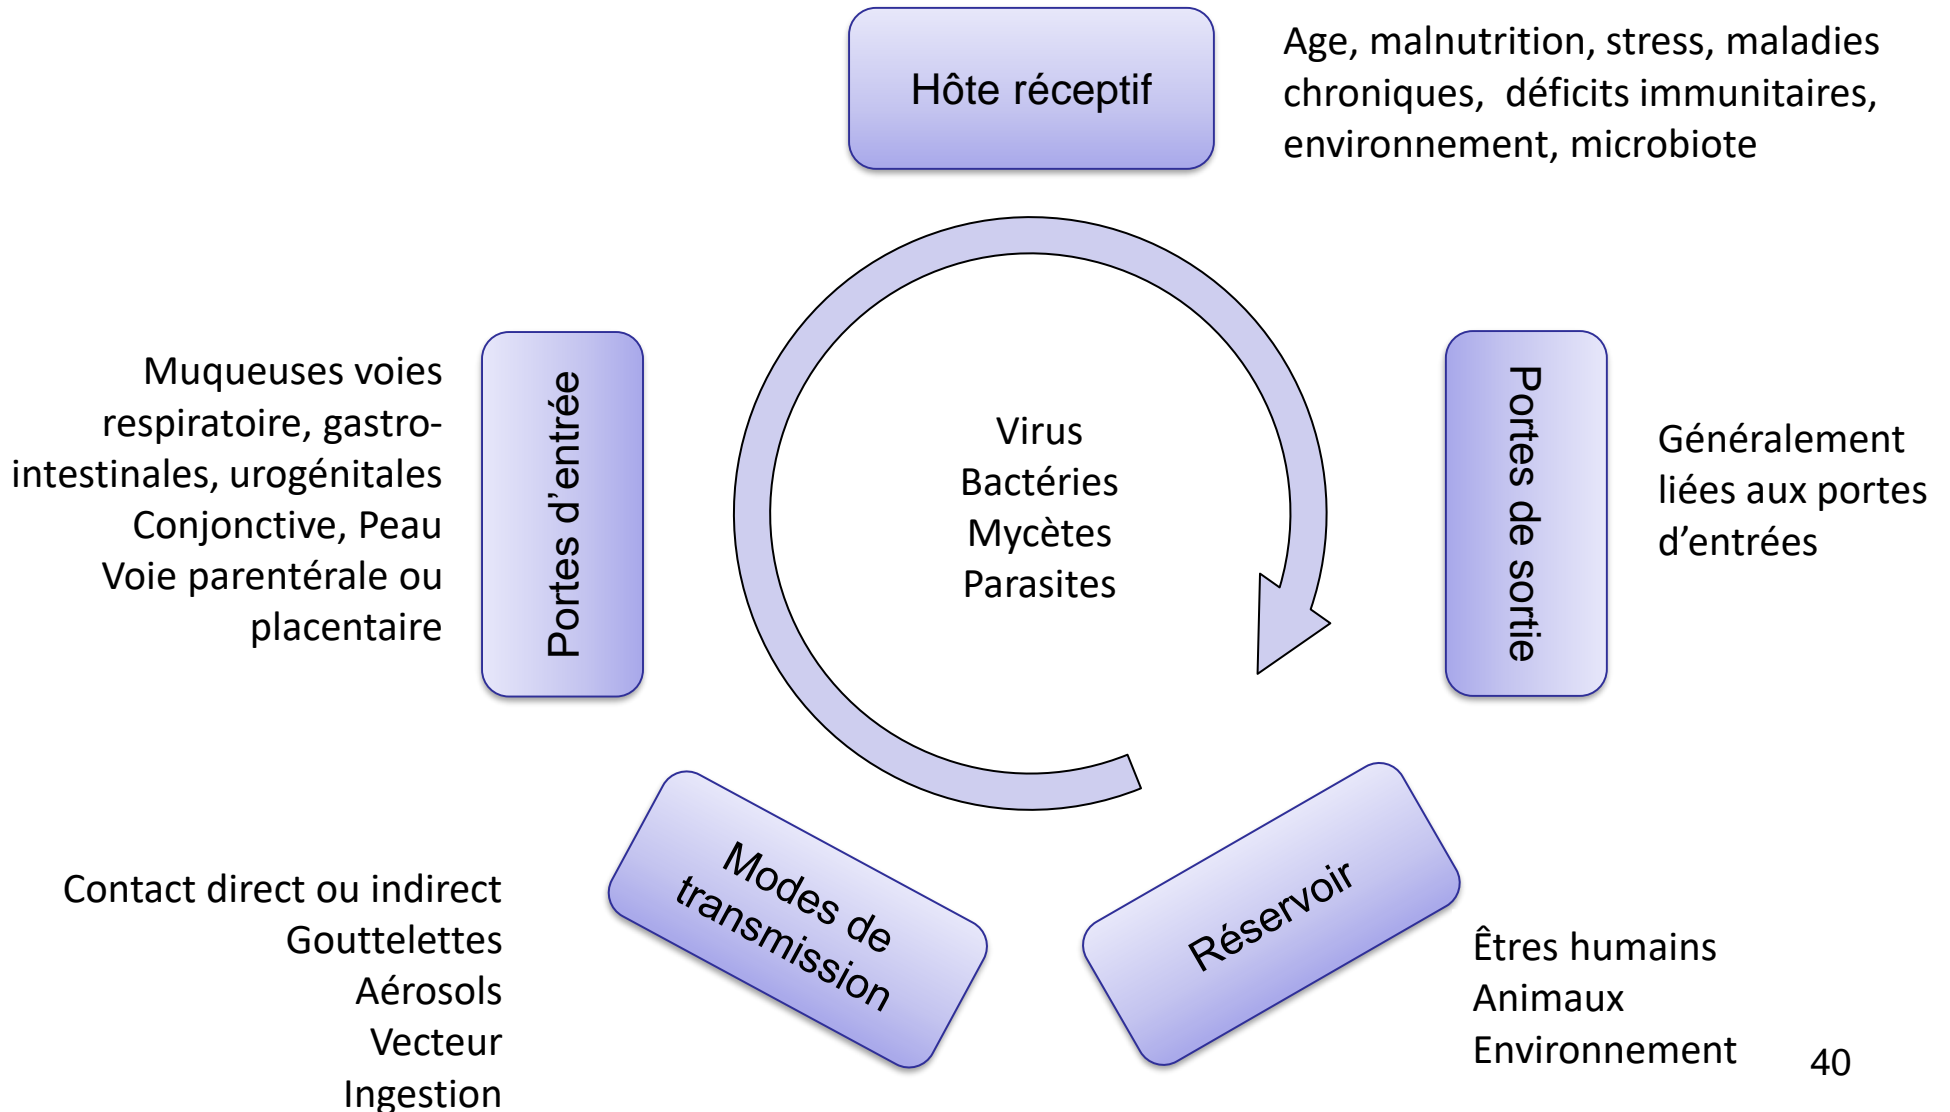 Hôte réceptif
Age, malnutrition, stress, maladies
chroniques, déficits immunitaires,
environnement, microbiote
Muqueuses voies
respiratoire, gastro-
intestinales, urogénitales
Conjonctive, Peau
Voie parentérale ou
placentaire
Portes d’entrée
Virus
Bactéries
Mycètes
Parasites
Portes de sortie
Généralement
liées aux portes
d’entrées
Contact direct ou indirect
Gouttelettes
Aérosols
Vecteur
Ingestion
Modes de
transmission
Réservoir
Êtres humains
Animaux
Environnement
40